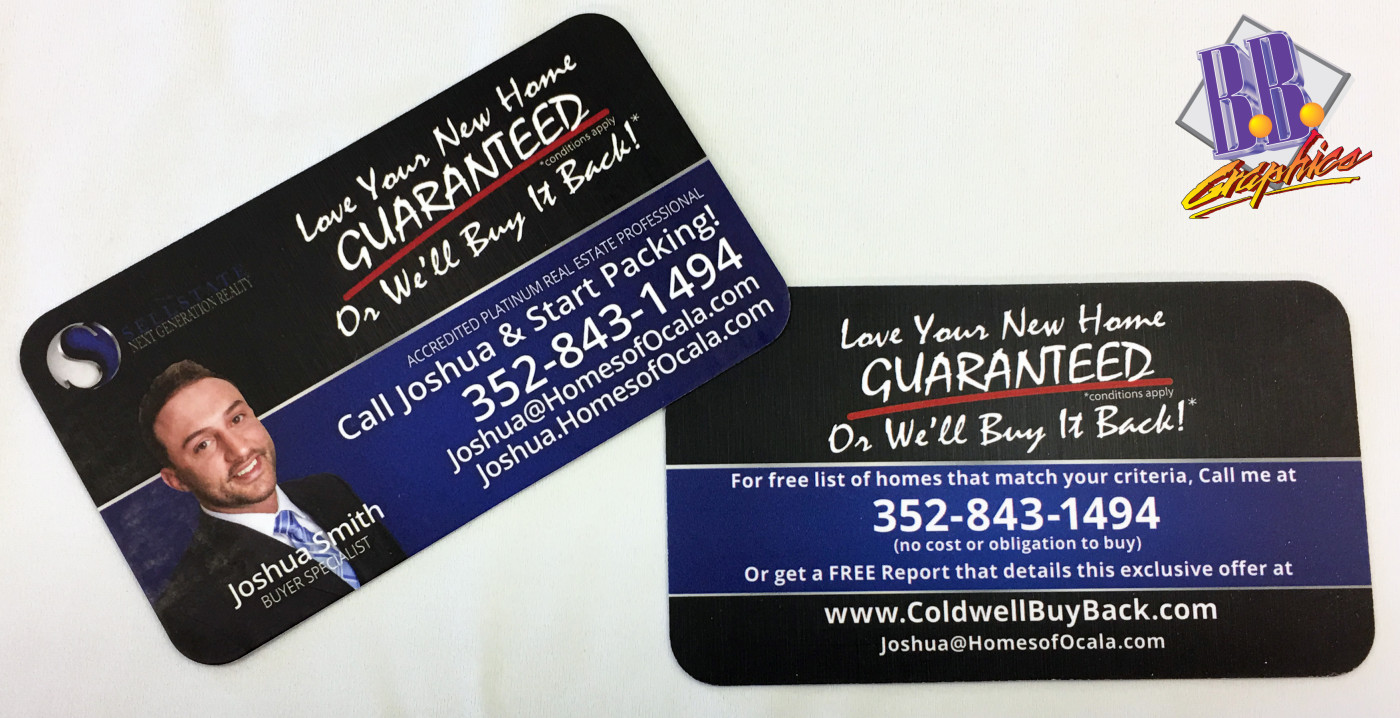 Love Your New Home
GUARANTEED
*conditions apply
Or We'll Buy It Back!*
SELLSTATE
NEXT GENERATION REALTY
ACCREDITED PLATINUM REAL ESTATE PROFESSIONAL
Call Joshua & Start Packing!
352-843-1494
Joshua@HomesofOcala.com
Joshua.HomesofOcala.com
Joshua Smith
BUYER SPECIALIST
B.B.
Graphics
Love Your New Home
GUARANTEED
*conditions apply
Or We'll Buy It Back!*
For free list of homes that match your criteria, Call me at
352-843-1494
(no cost or obligation to buy)
Or get a FREE Report that details this exclusive offer at
www.ColdwellBuyBack.com
Joshua@HomesofOcala.com